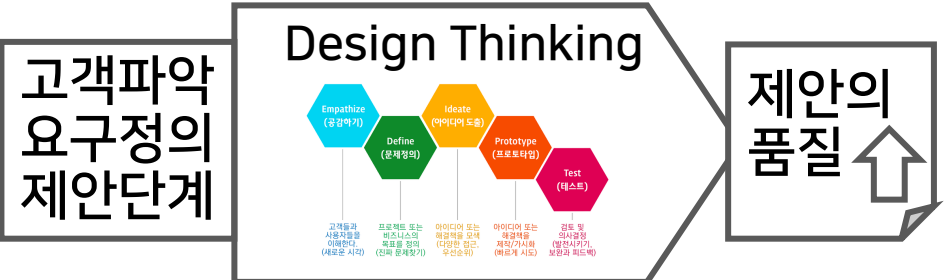 고객파악
요구정의
제안단계
Design Thinking
Empathize
(공감하기)
Define
(문제정의)
Ideate
(아이디어 도출)
Prototype
(프로토타입)
Test
(테스트)
고객들과
사용자들을
이해한다.
(새로운 시각)
프로젝트 또는
비즈니스의
목표를 정의
(진짜 문제찾기)
아이디어 또는
해결책을 모색
(다양한 접근,
우선순위)
아이디어 또는
해결책을
제작/가시화
(빠르게 시도)
검토 및
의사결정
(발전시키기,
보완과 피드백)
제안의
품질